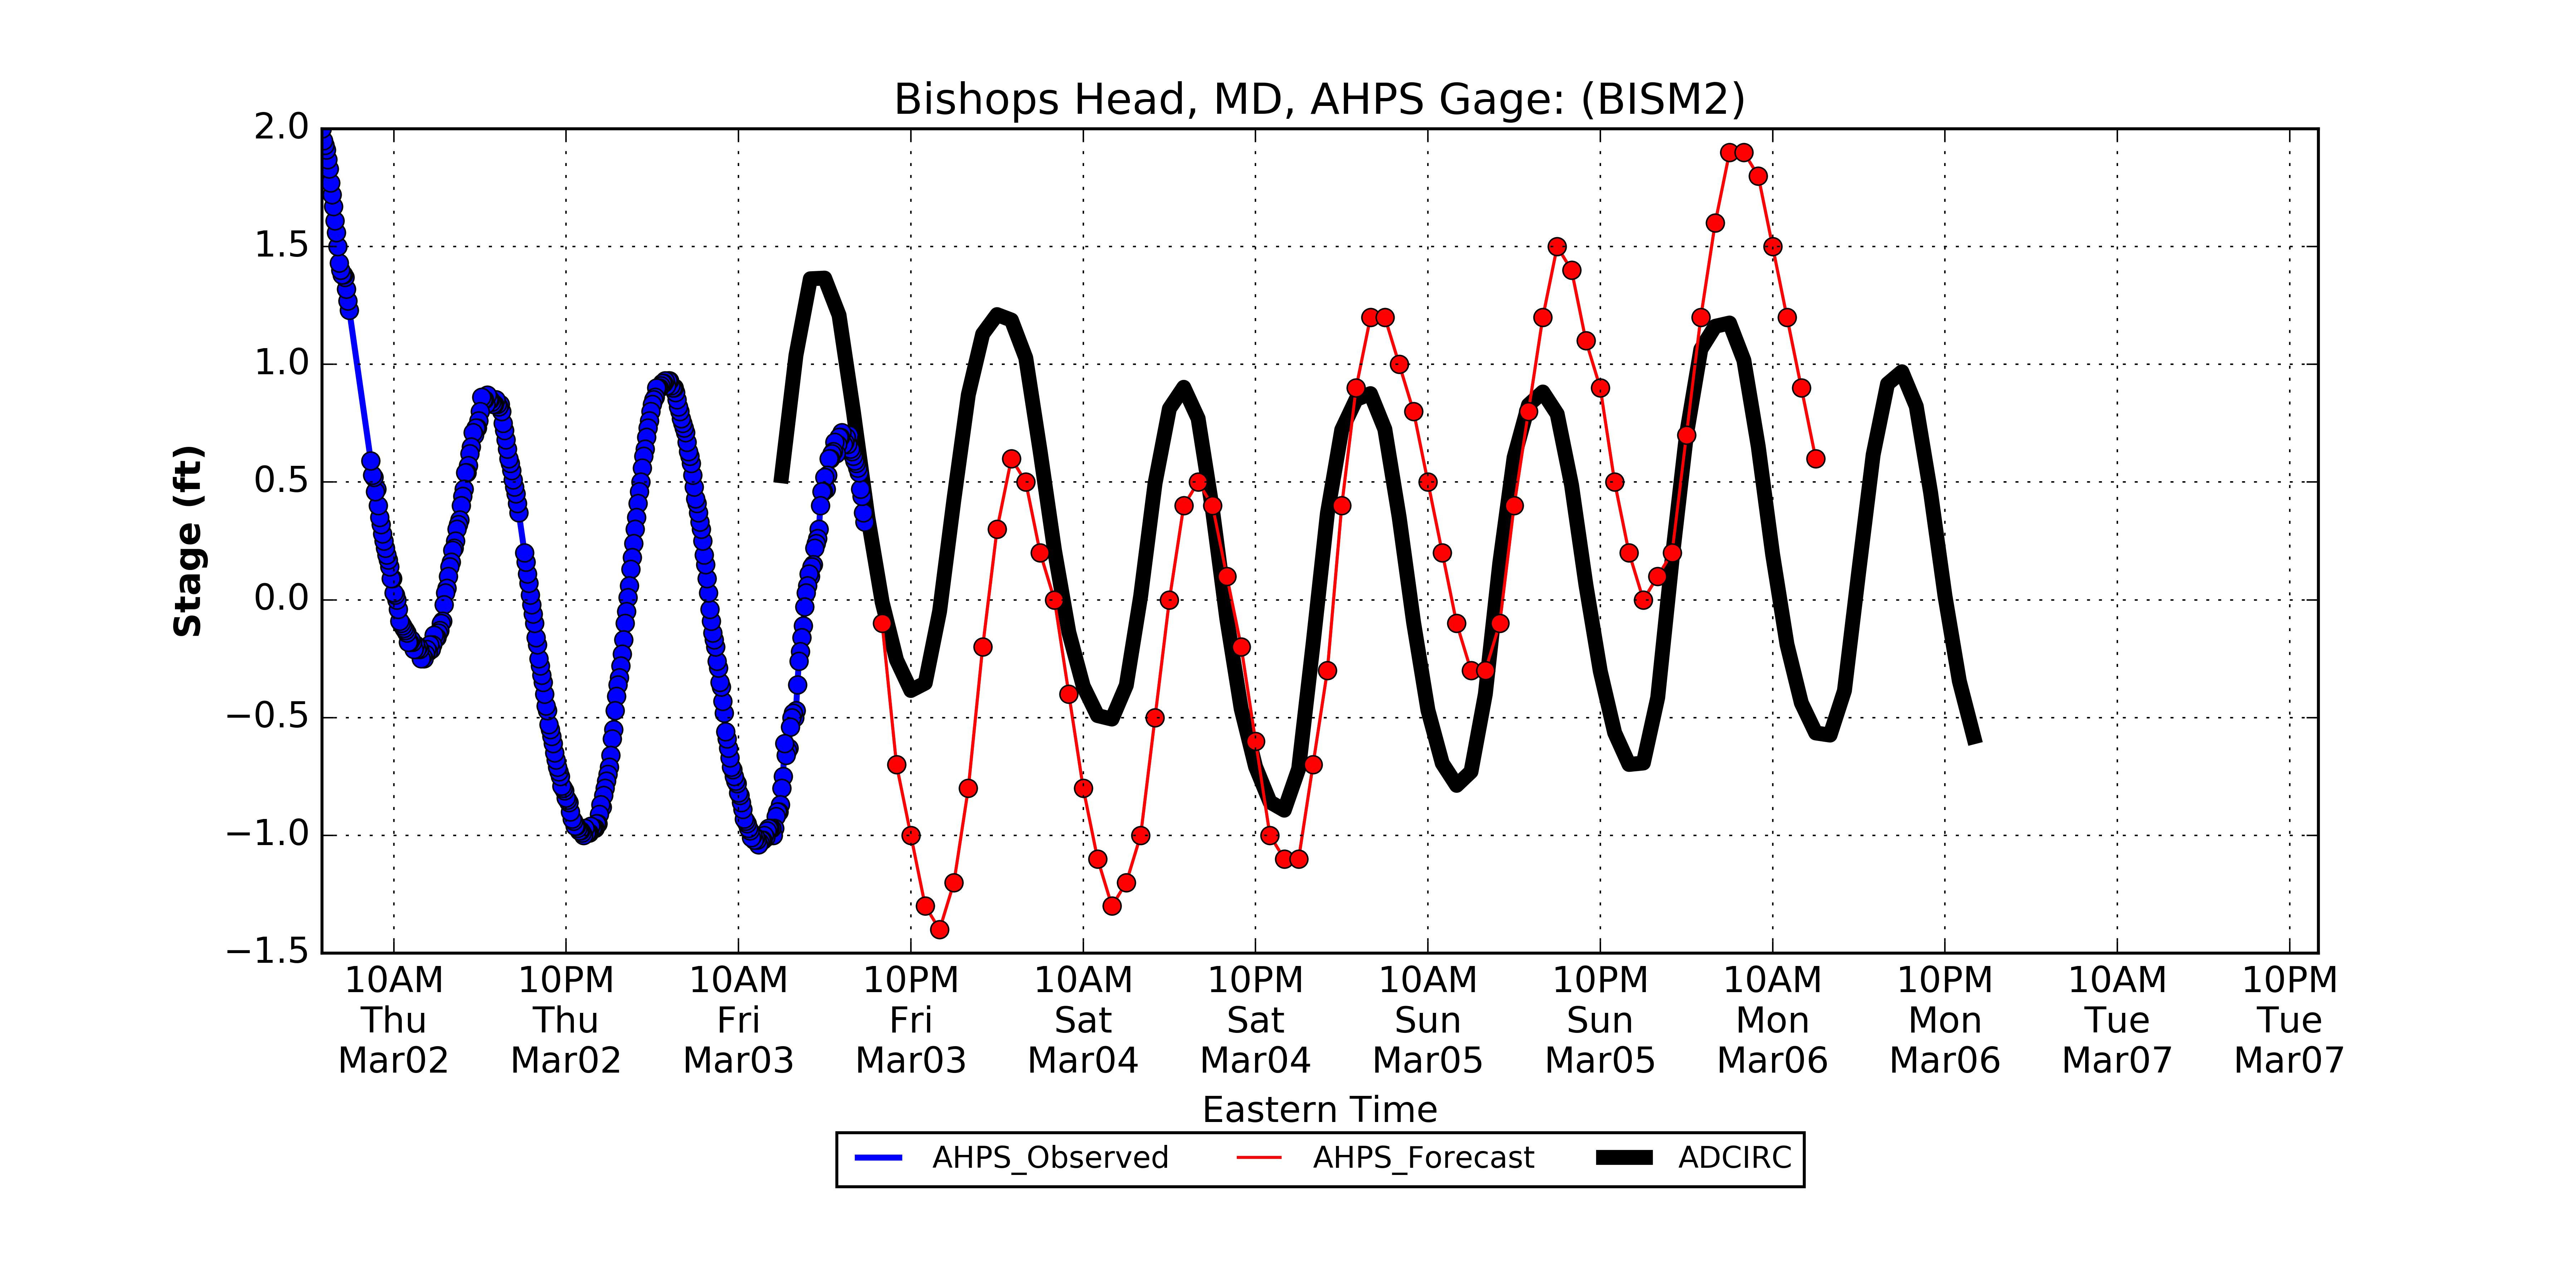 Bishops Head, MD, AHPS Gage: (BISM2)
2.0
1.5
1.0
0.5
0.0
−0.5
−1.0
−1.5
Stage (ft)
10AM 10PM 10AM 10PM 10AM 10PM 10AM 10PM 10AM 10PM 10AM 10PM
Thu Thu Fri Fri Sat Sat Sun Sun Mon Mon Tue Tue
Mar02 Mar02 Mar03 Mar03 Mar04 Mar04 Mar05 Mar05 Mar06 Mar06 Mar07 Mar07
Eastern Time
AHPS_Observed AHPS_Forecast ADCIRC